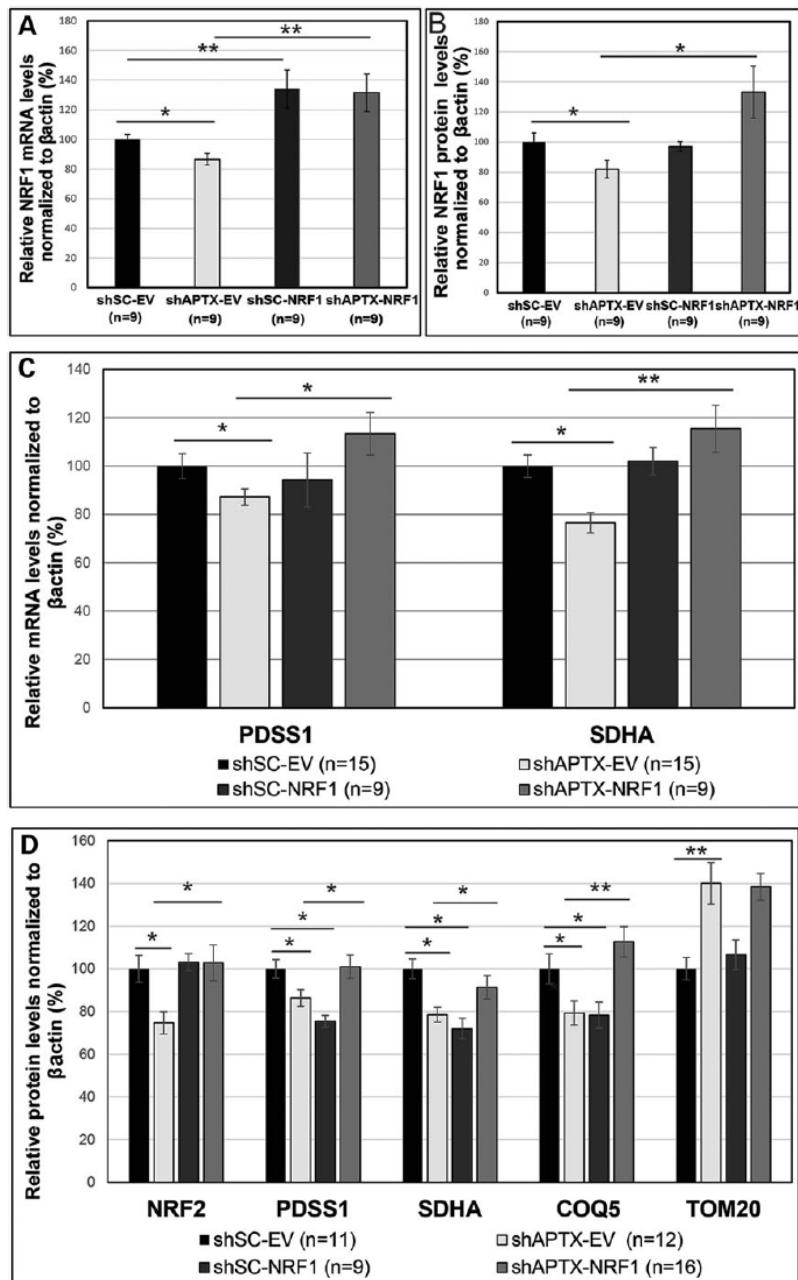 A
Relative NRF1 mRNA levels
normalized to βactin (%)
180
160
140
120
100
80
60
40
20
0
*
**
**
shSC-EV
(n=9)
shAPTX-EV
(n=9)
shSC-NRF1
(n=9)
shAPTX-NRF1
(n=9)
B
Relative NRF1 protein levels
normalized to βactin (%)
180
160
140
120
100
80
60
40
20
0
*
*
shSC-EV
(n=9)
shAPTX-EV
(n=9)
shSC-NRF1
(n=9)
shAPTX-NRF1
(n=9)
C
Relative mRNA levels normalized to
βactin (%)
140
120
100
80
60
40
20
0
*
*
*
**
PDSS1
SDHA
shSC-EV (n=15)
shAPTX-EV (n=15)
shSC-NRF1 (n=9)
shAPTX-NRF1 (n=9)
D
Relative protein levels normalized to
βactin (%)
160
140
120
100
80
60
40
20
0
*
*
*
*
*
*
*
*
*
*
**
**
NRF2
PDSS1
SDHA
COQ5
TOM20
shSC-EV (n=11)
shAPTX-EV (n=12)
shSC-NRF1 (n=9)
shAPTX-NRF1 (n=16)